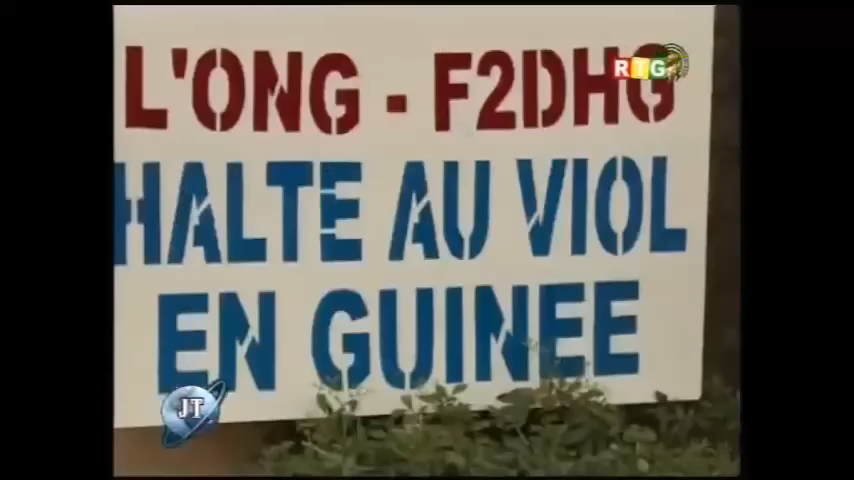 L'ONG - F2DHG
RTG
HALTE AU VIOL
EN GUINEE
JT